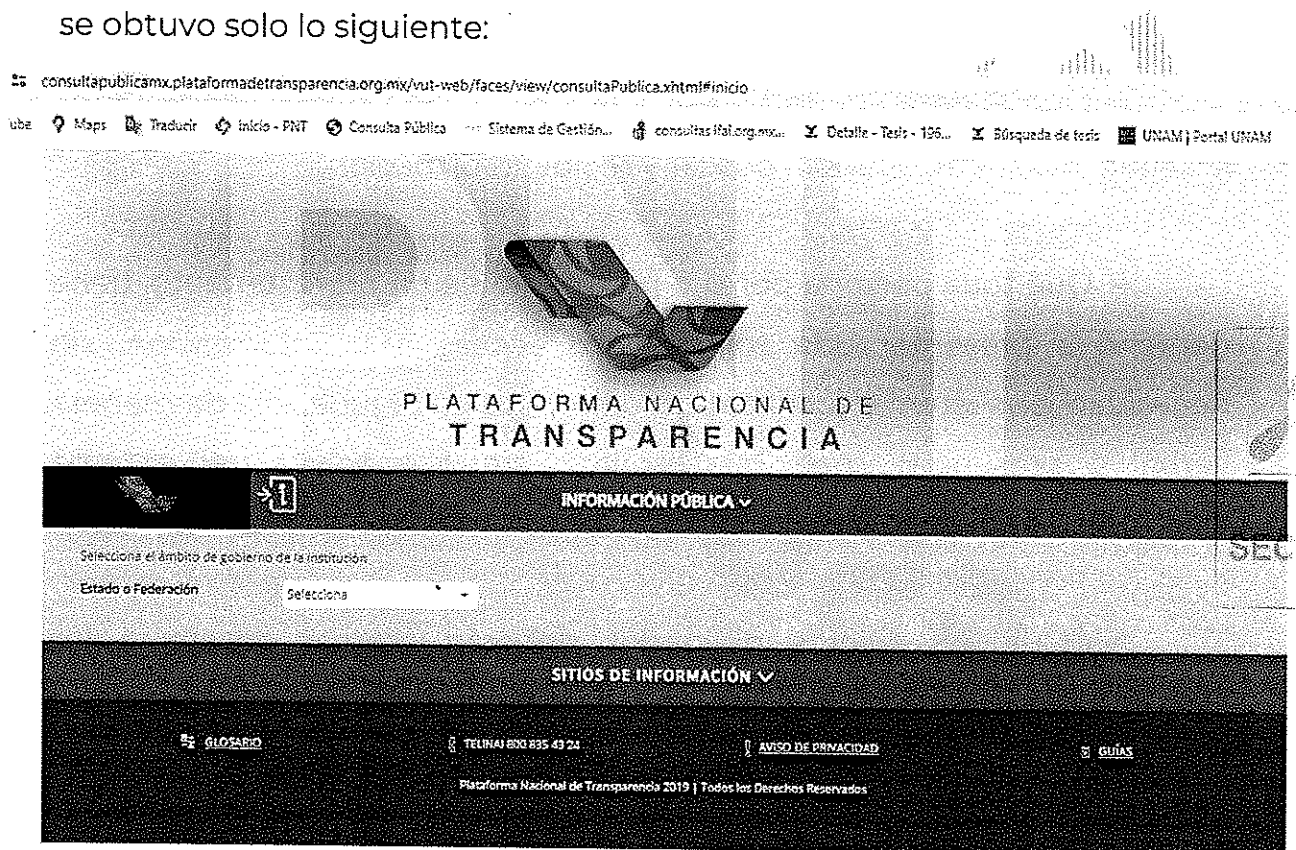 se obtuvo solo lo siguiente:
consultapublicamx.plataformadetransparencia.org.mx/vut-web/faces/view/consultaPublica.xhtml#inicio
ube Maps Traducir Inicio - PNT Consulta Pública Sistema de Gestión... consultas.ifai.org.mx... Detalle - Tesis - 196... Búsqueda de tesis UNAM | Portal UNAM
PLATAFORMA NACIONAL DE
TRANSPARENCIA
INFORMACIÓN PÚBLICA
Selecciona el ámbito de gobierno de la institución
SEC
Estado o Federación Selecciona
SITIOS DE INFORMACIÓN
GLOSARIO TELINAI 800 835 43 24 AVISO DE PRIVACIDAD GUÍAS
Plataforma Nacional de Transparencia 2019 | Todos los Derechos Reservados